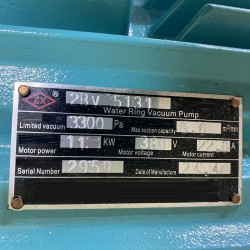 2BV 5131
Water Ring Vacuum Pump
Limited vacuum 3300 Pa Max suction capacity m³/min
Motor power 11 KW Motor voltage 380 V Motor current A
Serial Number 2959 Date of Manufacture